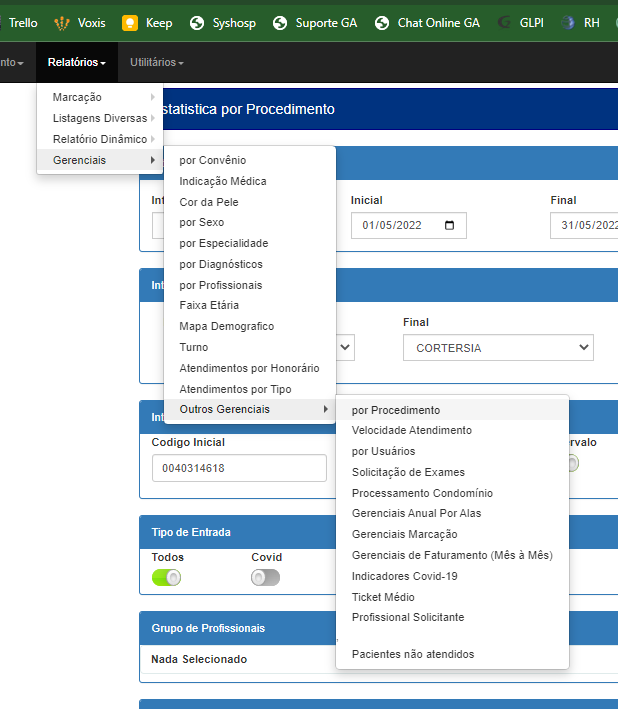 Trello Voxis Keep Syshosp Suporte GA Chat Online GA GLPI RH
nto Relatórios Utilitários
Marcação
Listagens Diversas
Relatório Dinâmico
Gerenciais
statistica por Procedimento
por Convênio
Indicação Médica
Cor da Pele
por Sexo
por Especialidade
por Diagnósticos
por Profissionais
Faixa Etária
Mapa Demografico
Turno
Atendimentos por Honorário
Atendimentos por Tipo
Outros Gerenciais
Int
Inicial
Final
01/05/2022
31/05/2022
Int
Final
CORTERSIA
Int
Codigo Inicial
0040314618
rvalo
por Procedimento
Velocidade Atendimento
por Usuários
Solicitação de Exames
Processamento Condomínio
Gerenciais Anual Por Alas
Gerenciais Marcação
Gerenciais de Faturamento (Mês à Mês)
Indicadores Covid-19
Ticket Médio
Profissional Solicitante
Pacientes não atendidos
Tipo de Entrada
Todos Covid
Grupo de Profissionais
Nada Selecionado